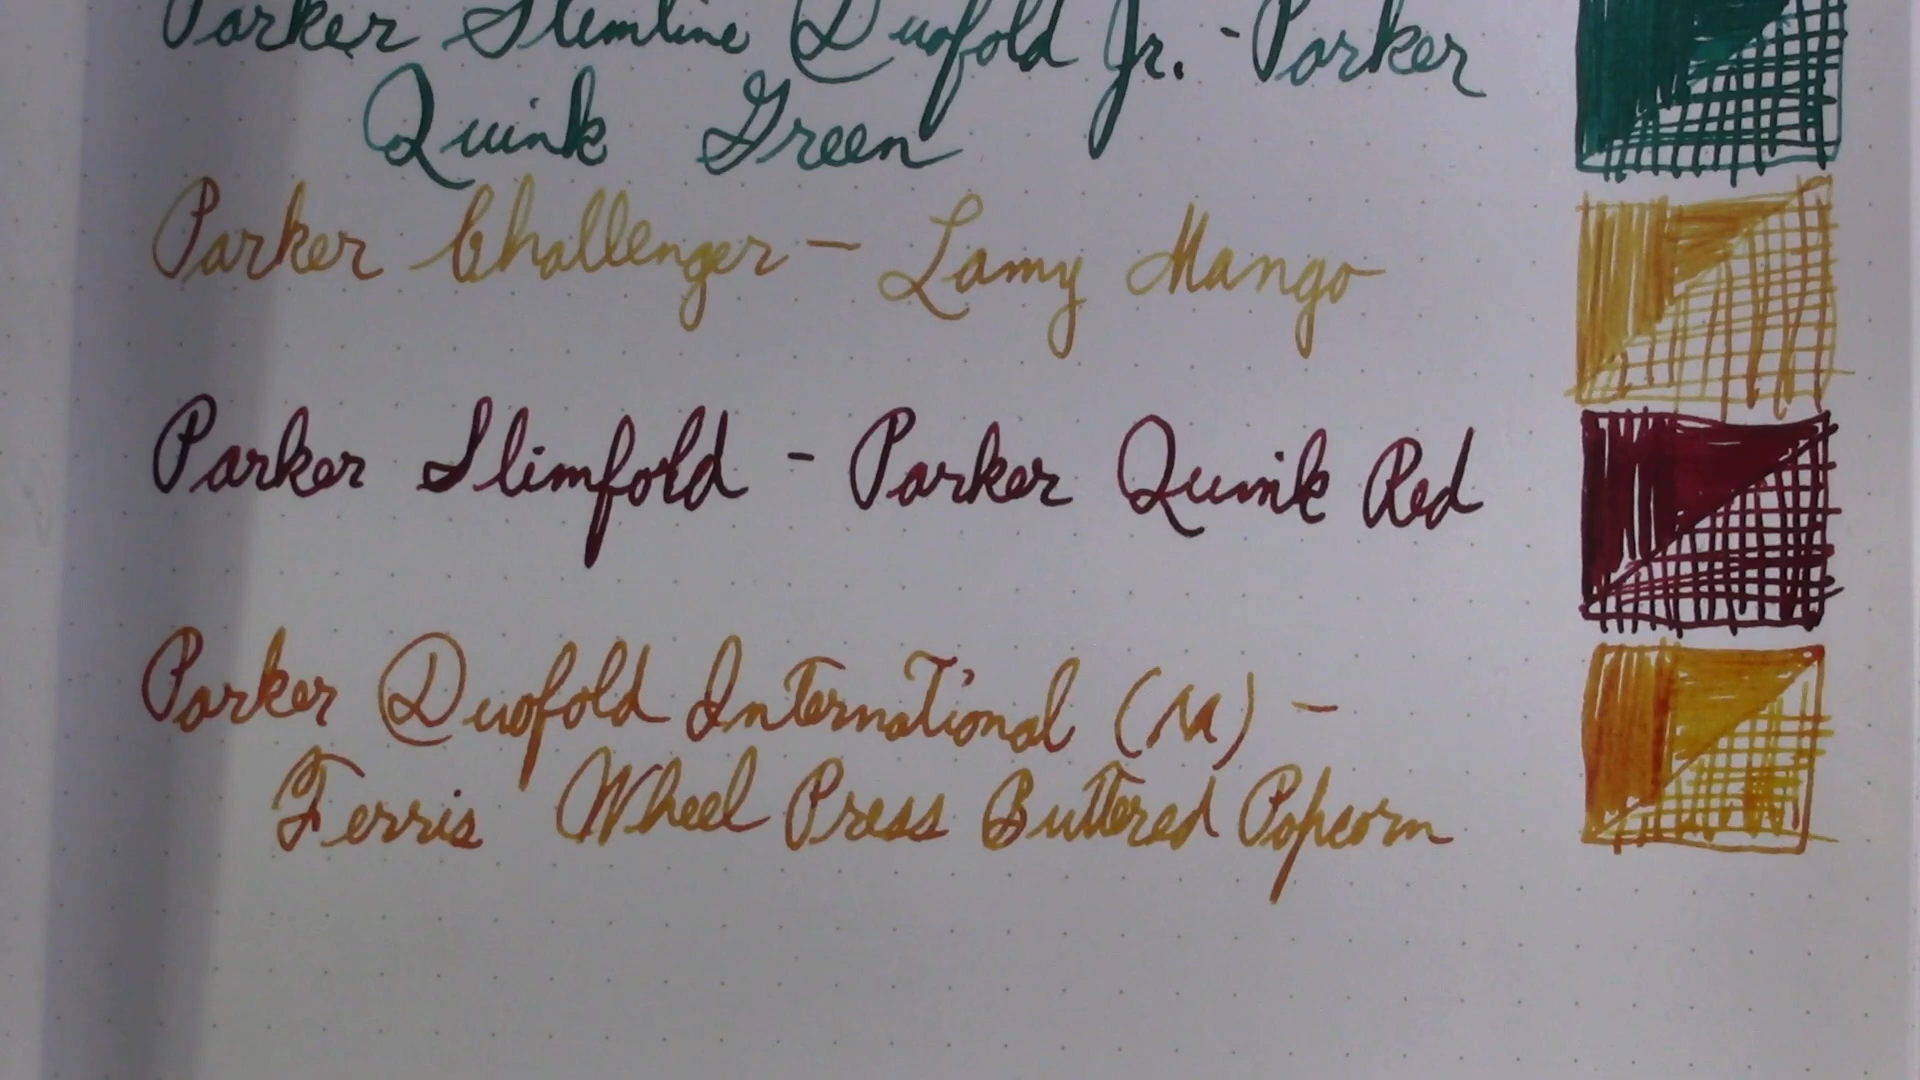 Parker Slimline Duofold Jr. - Parker
Quink Green
Parker Challenger - Lamy Mango
Parker Slimfold - Parker Quink Red
Parker Duofold International (M) -
Ferris Wheel Press Buttered Popcorn